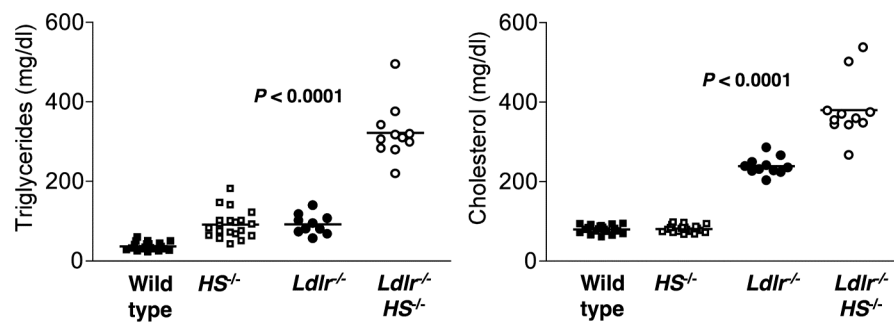 Triglycerides (mg/dl)
600
400
200
0
P < 0.0001
Wild type
HS-/-
Ldlr-/-
Ldlr-/- HS-/-
Cholesterol (mg/dl)
600
400
200
0
P < 0.0001
Wild type
HS-/-
Ldlr-/-
Ldlr-/- HS-/-